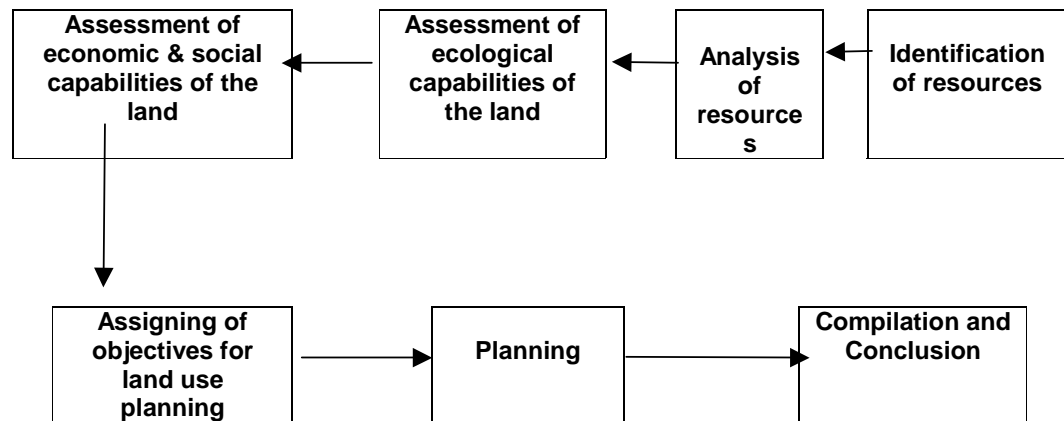 Assessment of
economic & social
capabilities of the
land
Assessment of
ecological
capabilities of
the land
Analysis
of
resource
s
Identification
of resources
Assigning of
objectives for
land use
planning
Planning
Compilation and
Conclusion